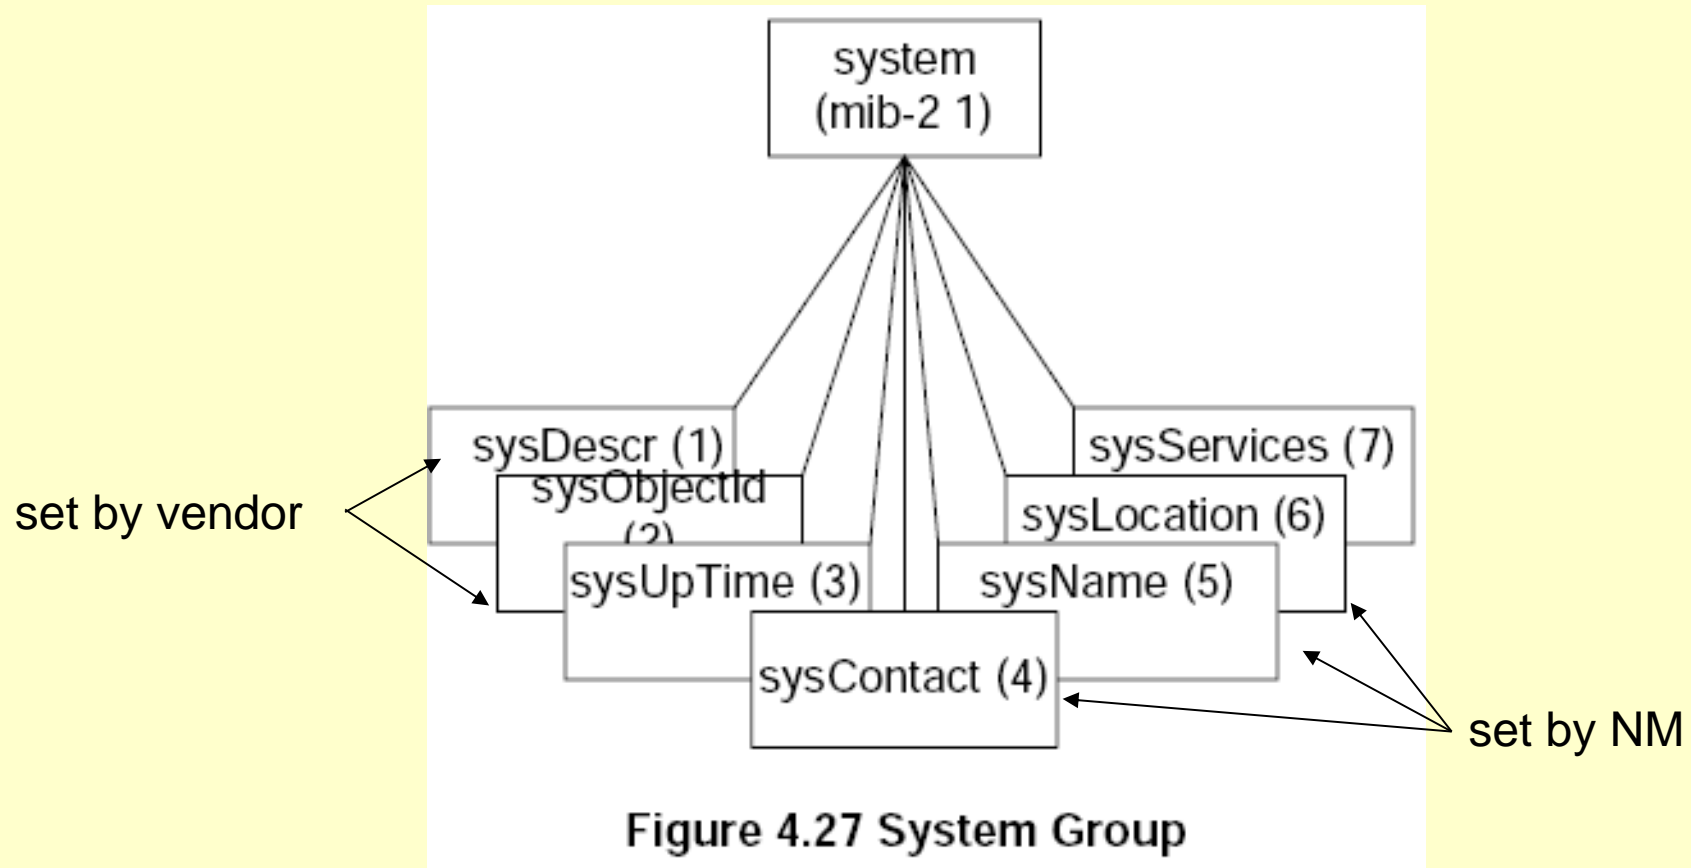 system
(mib-2 1)
sysDescr (1)
sysServices (7)
sysObjectId
(2)
set by vendor
sysLocation (6)
sysUpTime (3)
sysName (5)
sysContact (4)
set by NM
Figure 4.27 System Group